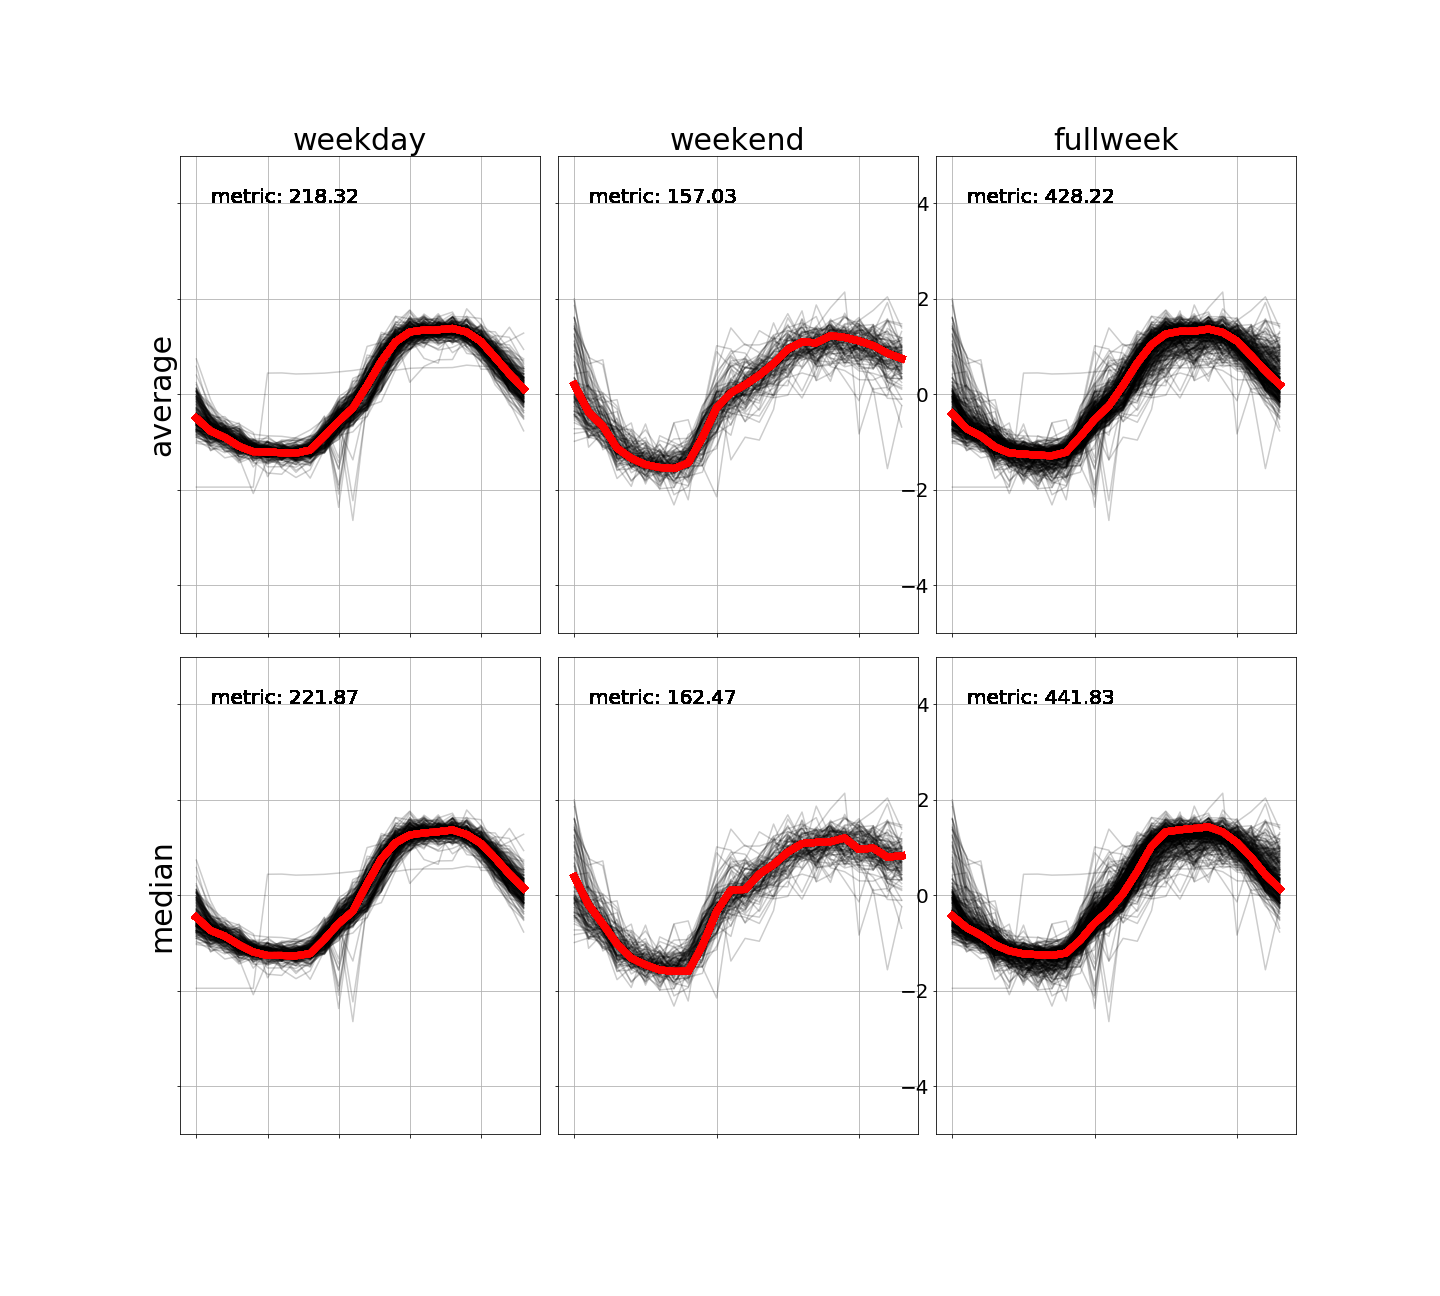 weekday weekend fullweek
metric: 218.32 metric: 157.03 metric: 428.22
4
2
average
0
−2
−4
metric: 221.87 metric: 162.47 metric: 441.83
4
2
median
0
−2
−4